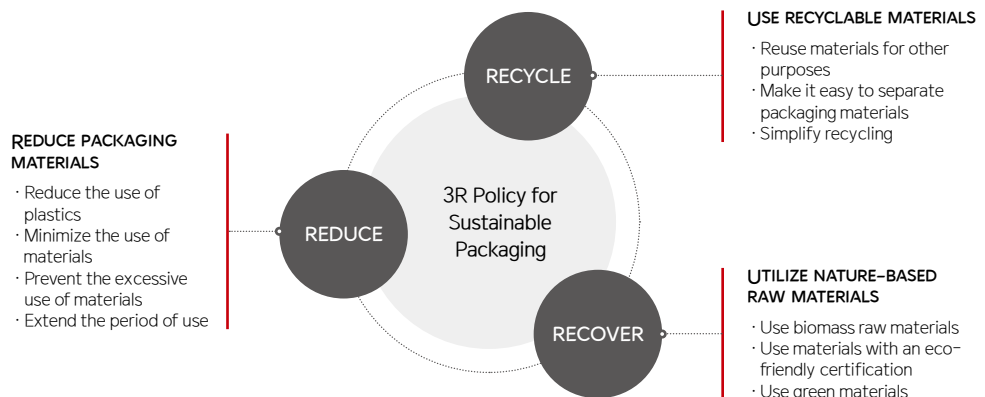 REDUCE PACKAGING
MATERIALS
· Reduce the use of
plastics
· Minimize the use of
materials
· Prevent the excessive
use of materials
· Extend the period of use
REDUCE
RECYCLE
3R Policy for
Sustainable
Packaging
RECOVER
USE RECYCLABLE MATERIALS
· Reuse materials for other
purposes
· Make it easy to separate
packaging materials
· Simplify recycling
UTILIZE NATURE-BASED
RAW MATERIALS
· Use biomass raw materials
· Use materials with an eco-
friendly certification
· Use green materials